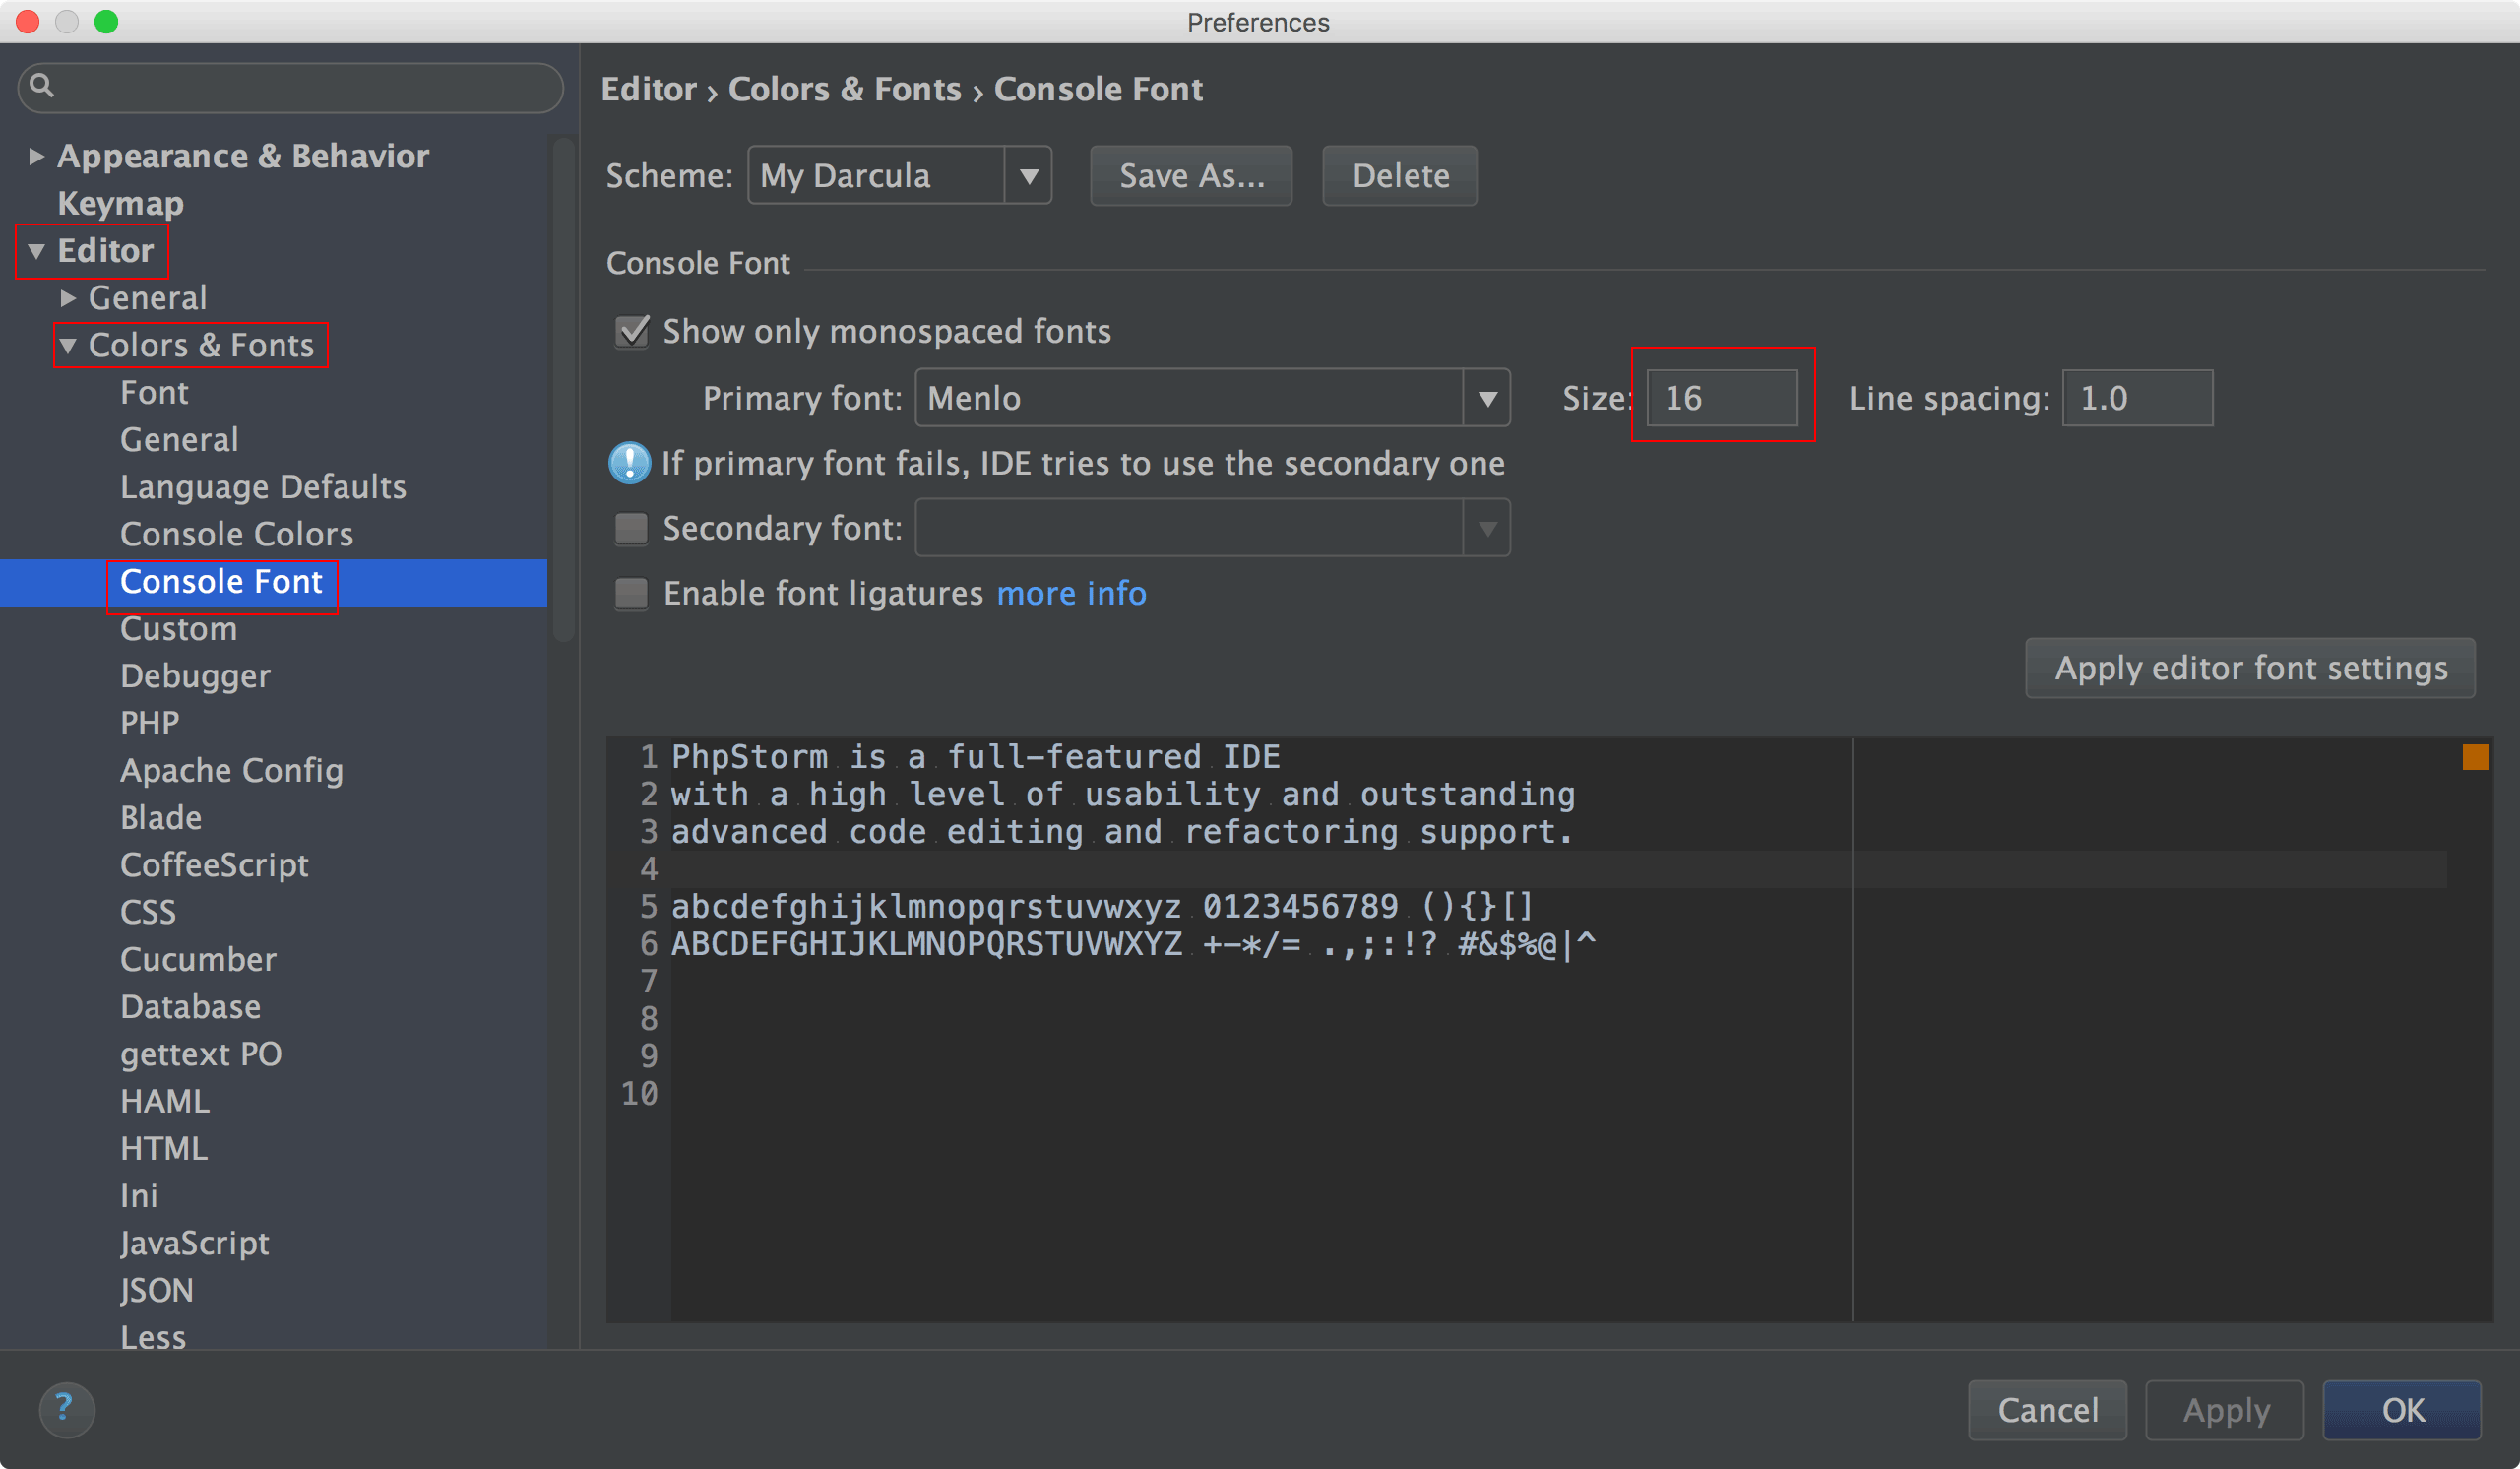 Preferences
Appearance & Behavior
Keymap
Editor
General
Colors & Fonts
Font
General
Language Defaults
Console Colors
Console Font
Custom
Debugger
PHP
Apache Config
Blade
CoffeeScript
CSS
Cucumber
Database
gettext PO
HAML
HTML
Ini
JavaScript
JSON
Less
Editor › Colors & Fonts › Console Font
Scheme: My Darcula Save As... Delete
Console Font
Show only monospaced fonts
Primary font: Menlo Size: 16 Line spacing: 1.0
If primary font fails, IDE tries to use the secondary one
Secondary font:
Enable font ligatures more info
Apply editor font settings
1 PhpStorm is a full-featured IDE
2 with a high level of usability and outstanding
3 advanced code editing and refactoring support.
4
5 abcdefghijklmnopqrstuvwxyz 0123456789 (){}[]
6 ABCDEFGHIJKLMNOPQRSTUVWXYZ +-*/= .,;:!? #&$%@|^
7
8
9
10
? Cancel Apply OK